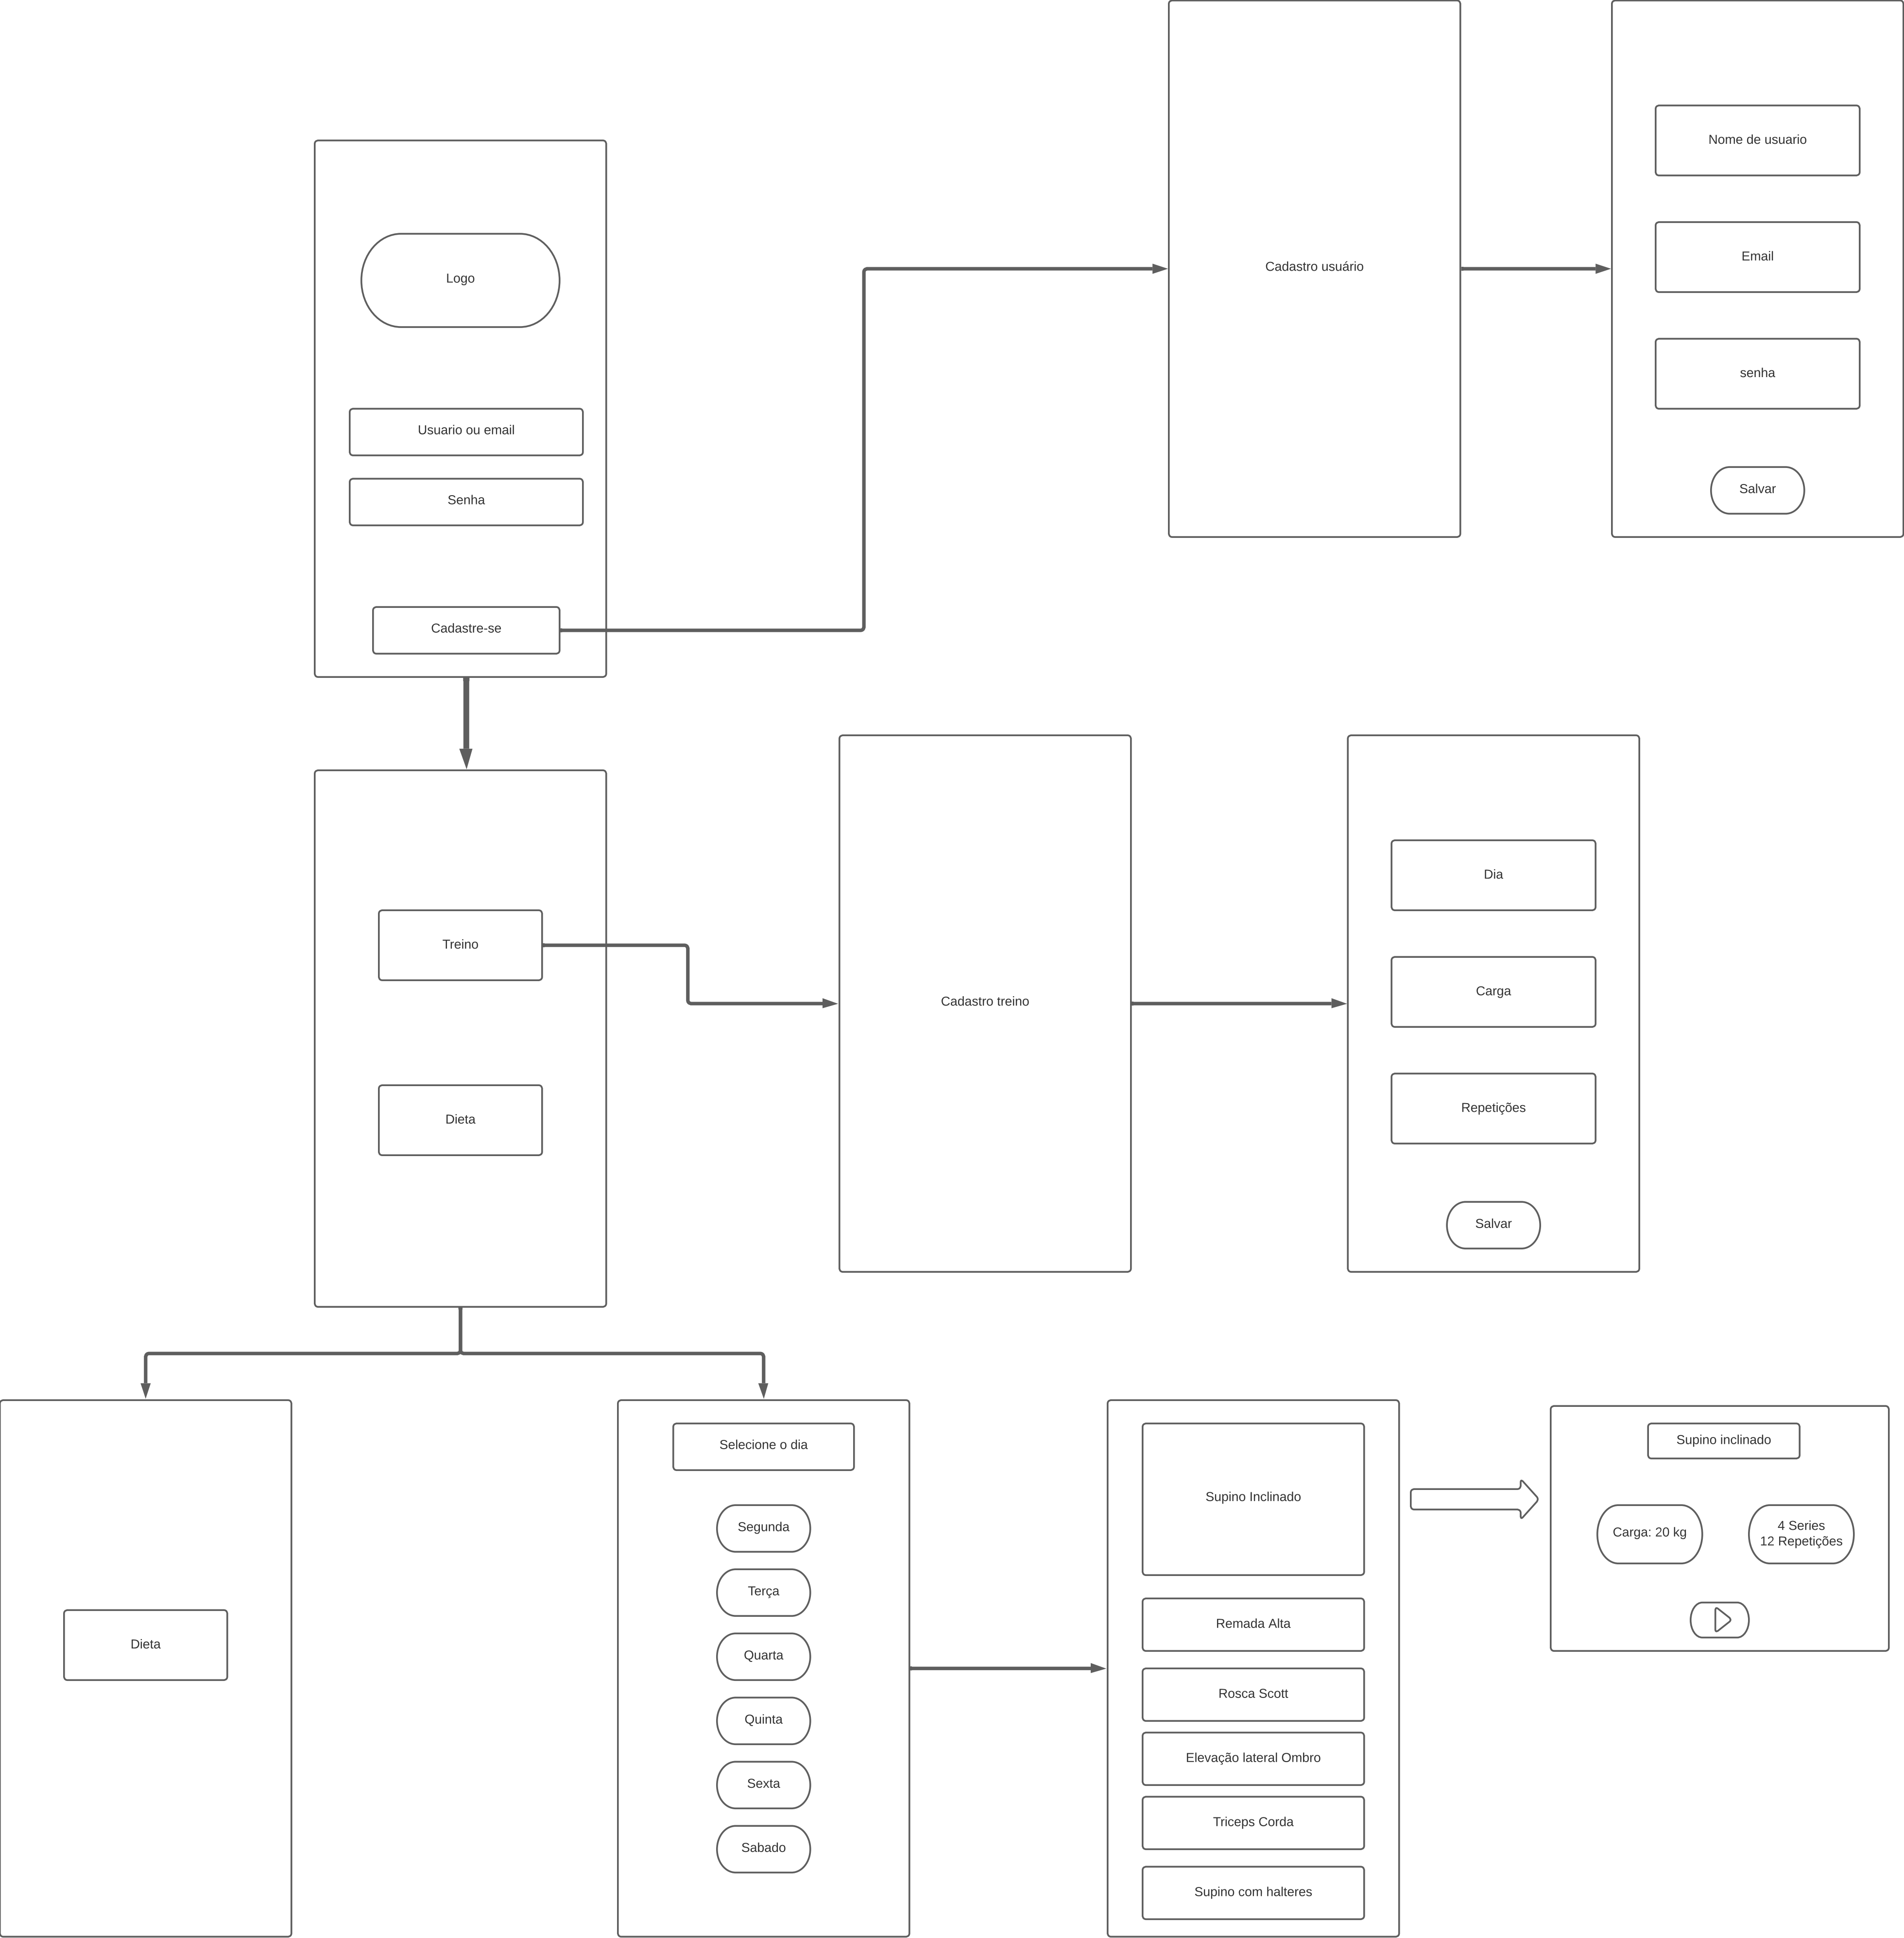 Logo
Usuario ou email
Senha
Cadastre-se
Cadastro usuário
Nome de usuario
Email
senha
Salvar
Treino
Dieta
Cadastro treino
Dia
Carga
Repetições
Salvar
Dieta
Selecione o dia
Segunda
Terça
Quarta
Quinta
Sexta
Sabado
Supino Inclinado
Remada Alta
Rosca Scott
Elevação lateral Ombro
Triceps Corda
Supino com halteres
Supino inclinado
Carga: 20 kg
4 Series
12 Repetições